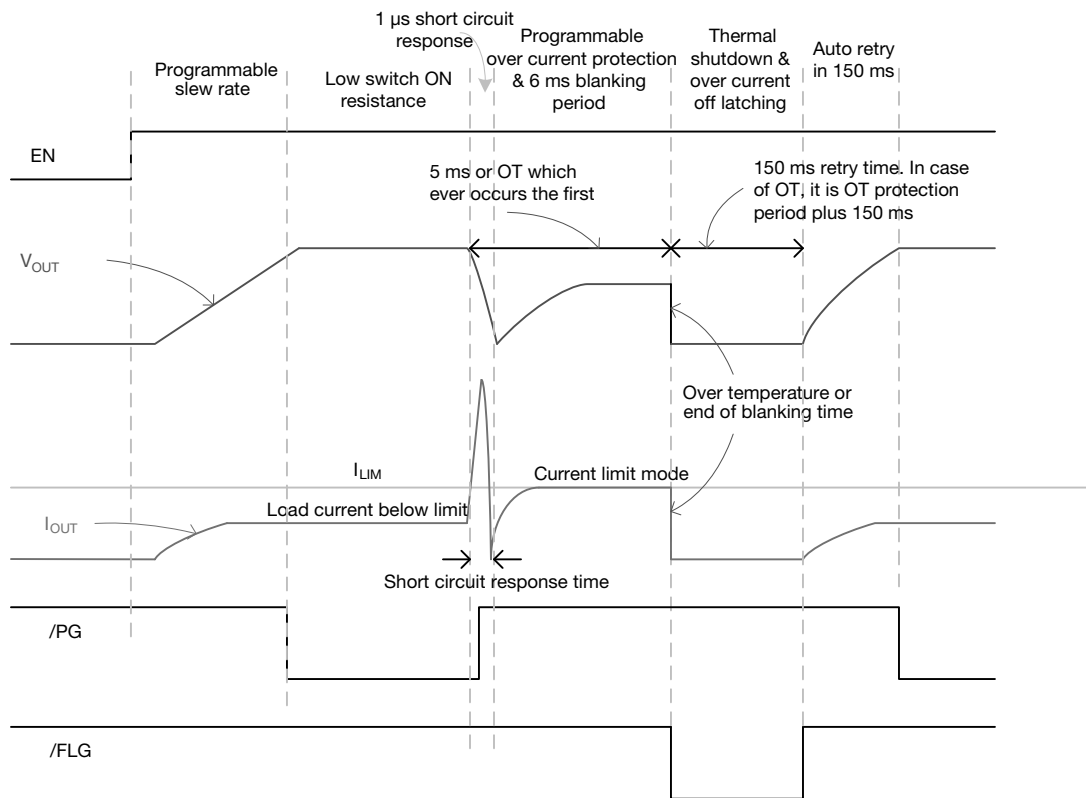 1 µs short circuit
response
Programmable
slew rate
Low switch ON
resistance
Programmable
over current protection
& 6 ms blanking
period
Thermal
shutdown &
over current
off latching
Auto retry
in 150 ms
EN
5 ms or OT which
ever occurs the first
150 ms retry time. In case
of OT, it is OT protection
period plus 150 ms
VOUT
Over temperature or
end of blanking time
ILIM
Current limit mode
Load current below limit
IOUT
Short circuit response time
/PG
/FLG